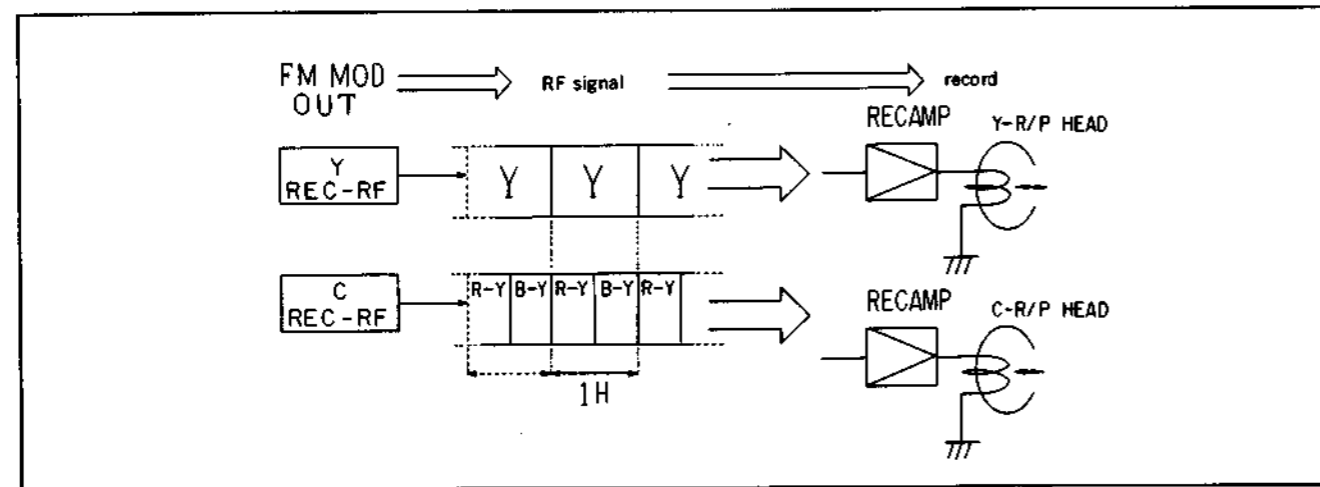 FM MOD
OUT
RF signal
record
RECAMP
Y-R/P HEAD
Y
REC-RF
Y Y Y
C
REC-RF
R-Y B-Y R-Y B-Y R-Y
RECAMP
C-R/P HEAD
1H